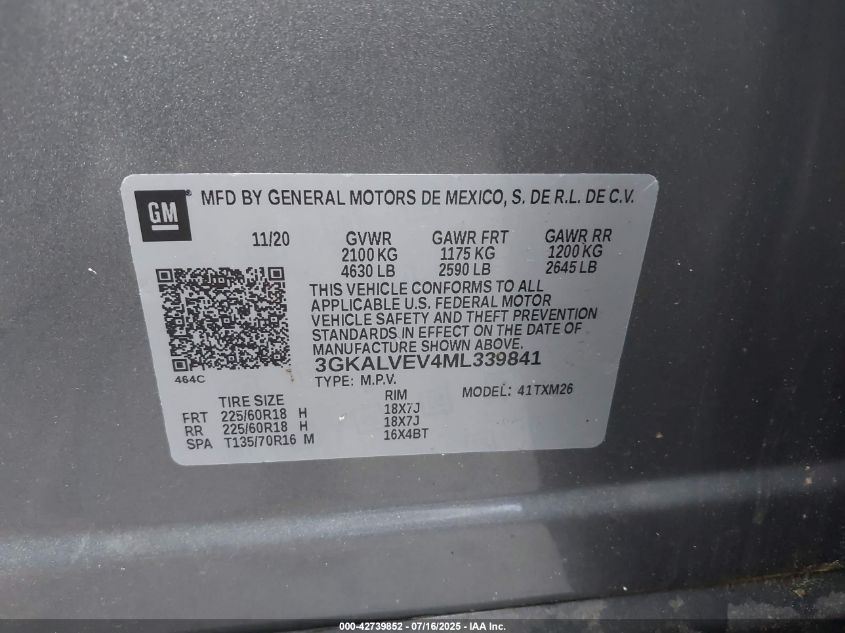 GM ® MFD BY GENERAL MOTORS DE MEXICO, S. DE R.L. DE C.V.
11/20 GVWR GAWR FRT GAWR RR
2100 KG 1175 KG 1200 KG
4630 LB 2590 LB 2645 LB
THIS VEHICLE CONFORMS TO ALL
APPLICABLE U.S. FEDERAL MOTOR
VEHICLE SAFETY AND THEFT PREVENTION
STANDARDS IN EFFECT ON THE DATE OF
MANUFACTURE SHOWN ABOVE.
3GKALVEV4ML339841
464C TYPE: M.P.V.
TIRE SIZE RIM MODEL: 41TXM26
FRT 225/60R18 H 18X7J
RR 225/60R18 H 18X7J
SPA T135/70R16 M 16X4BT
000-42739852 - 07/16/2025 - IAA Inc.